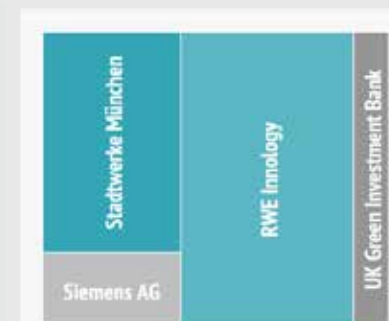 Stadtwerke München
RWE Innology
UK Green Investment Bank
Siemens AG